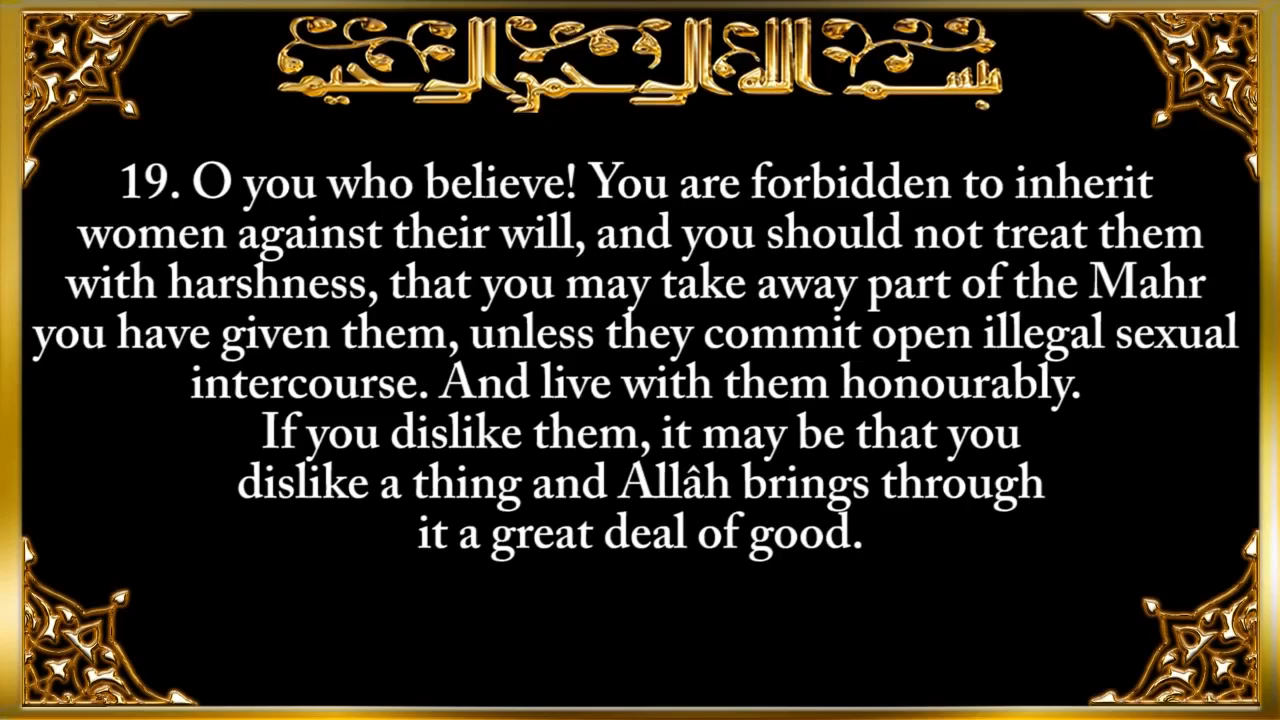 بسم الله الرحمن الرحيم
19. O you who believe! You are forbidden to inherit
women against their will, and you should not treat them
with harshness, that you may take away part of the Mahr
you have given them, unless they commit open illegal sexual
intercourse. And live with them honourably.
If you dislike them, it may be that you
dislike a thing and Allâh brings through
it a great deal of good.